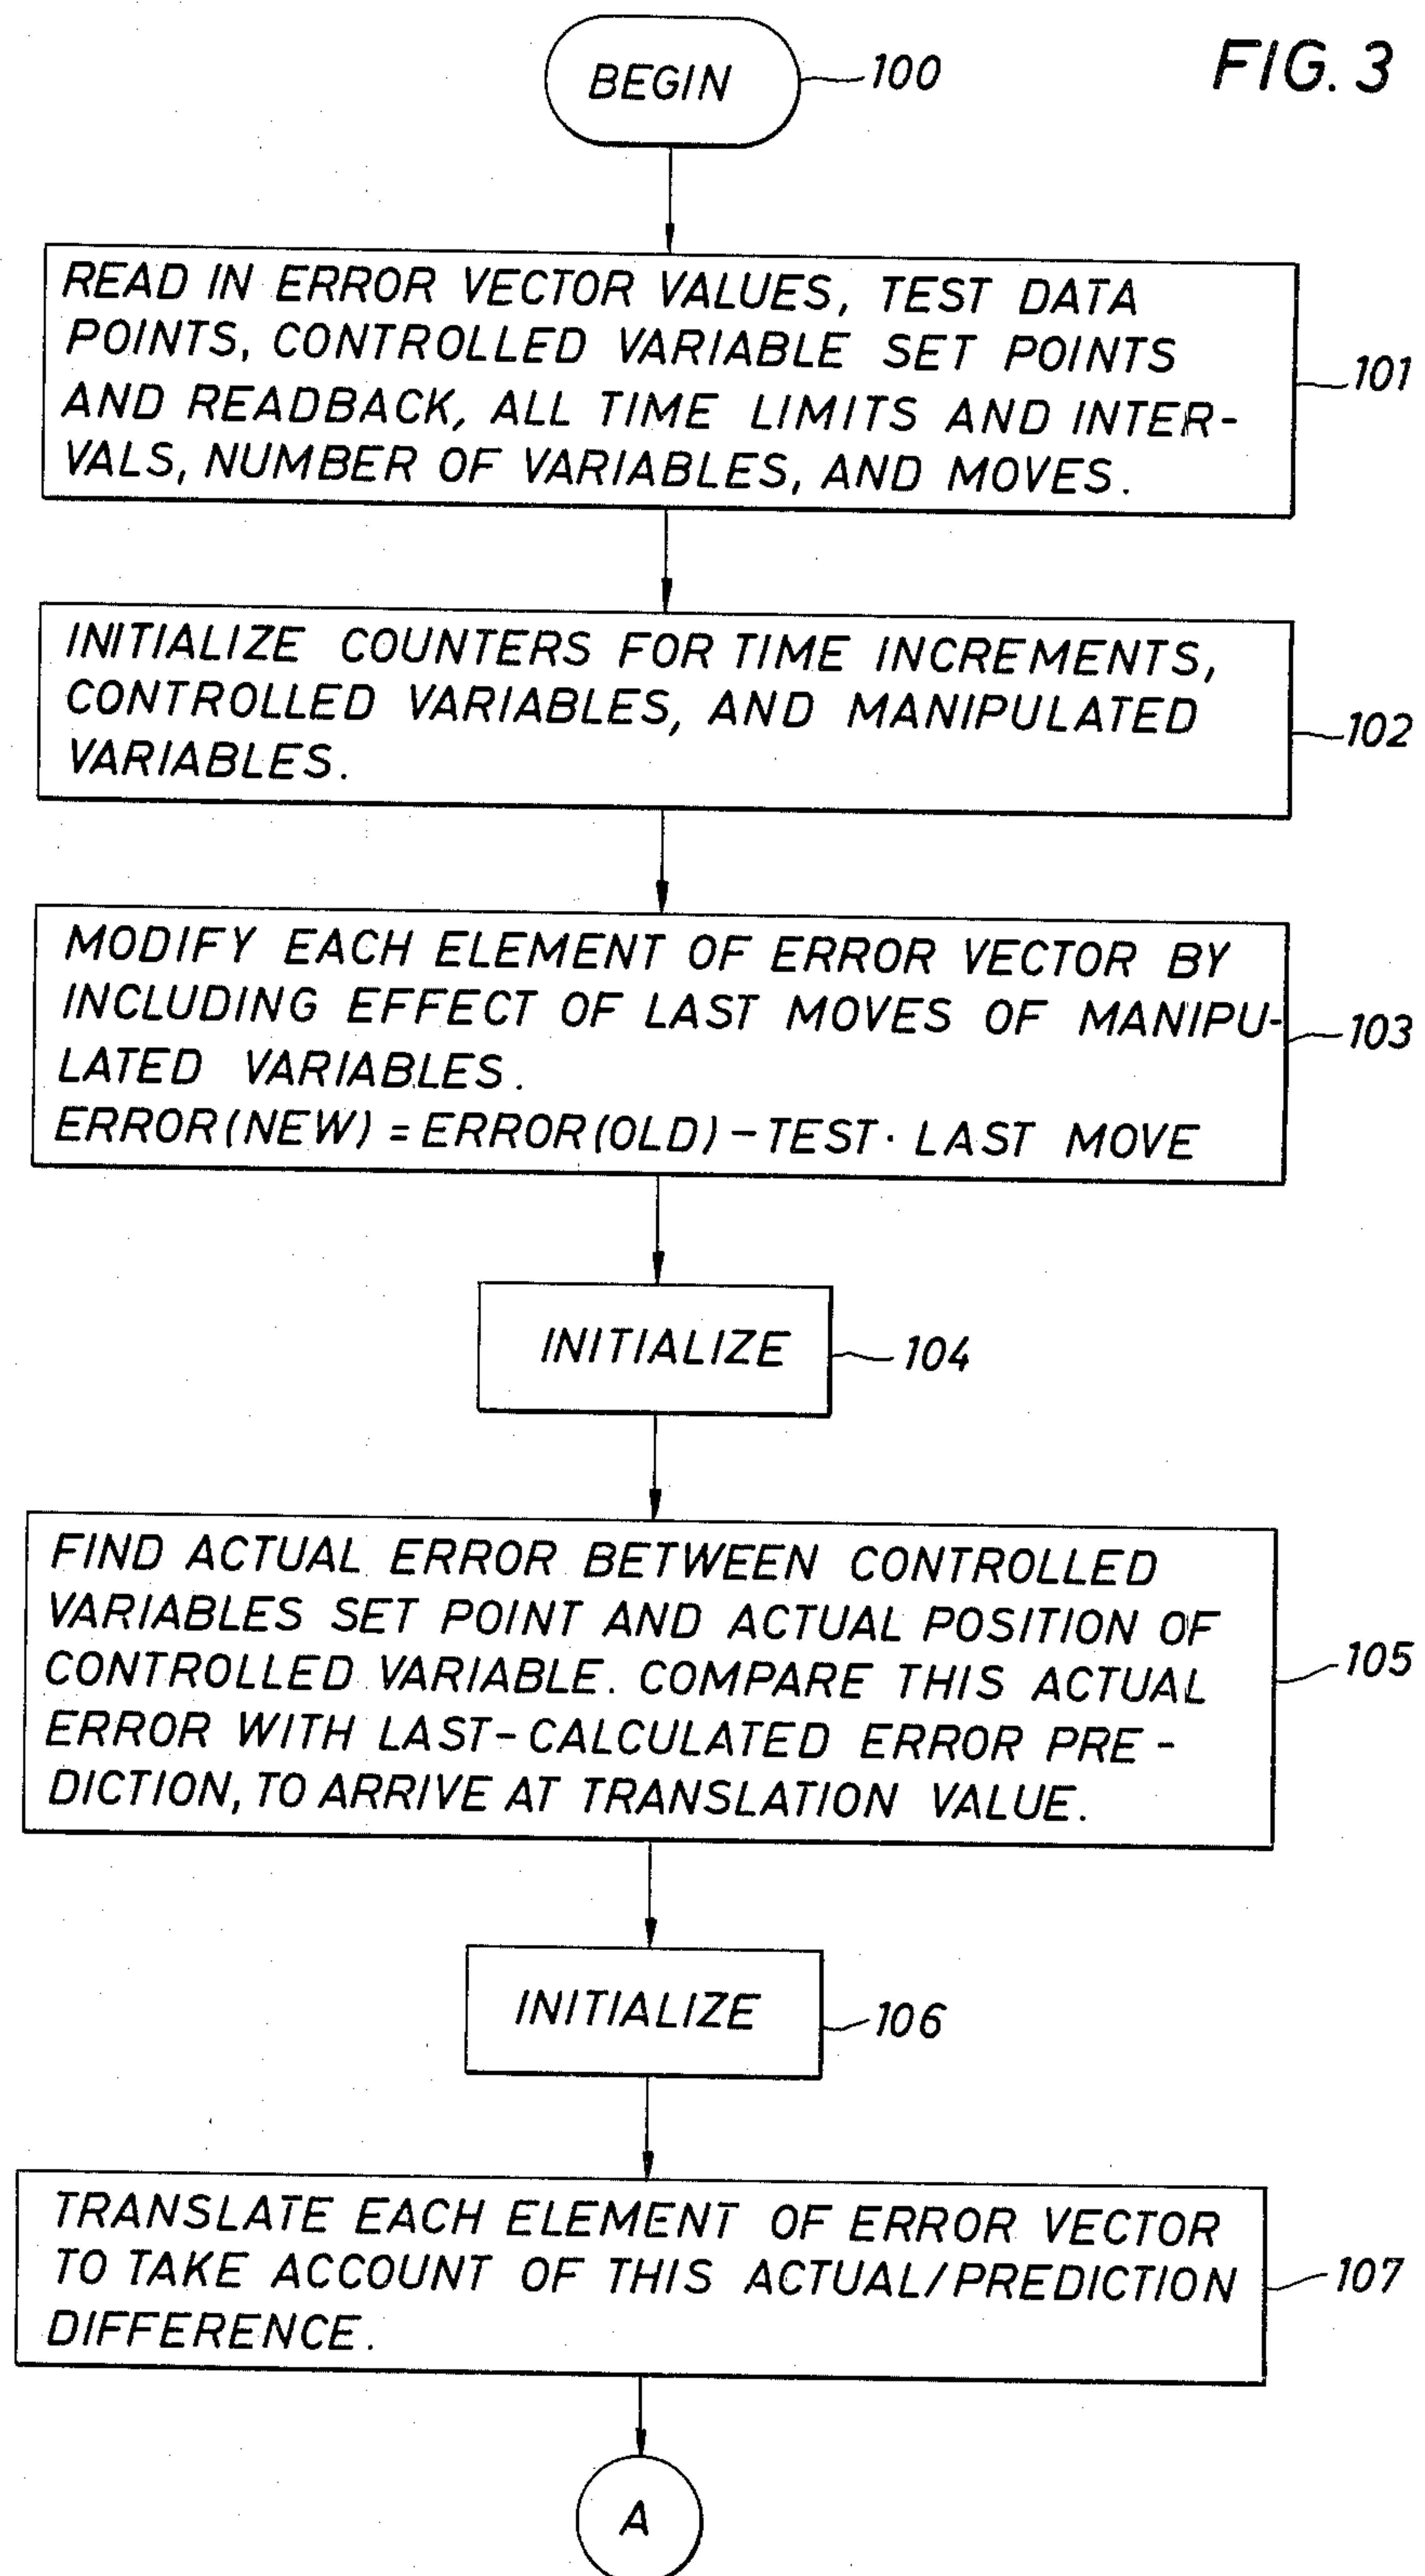 FIG. 3
BEGIN
100
READ IN ERROR VECTOR VALUES, TEST DATA
POINTS, CONTROLLED VARIABLE SET POINTS
AND READBACK, ALL TIME LIMITS AND INTER-
VALS, NUMBER OF VARIABLES, AND MOVES.
101
INITIALIZE COUNTERS FOR TIME INCREMENTS,
CONTROLLED VARIABLES, AND MANIPULATED
VARIABLES.
102
MODIFY EACH ELEMENT OF ERROR VECTOR BY
INCLUDING EFFECT OF LAST MOVES OF MANIPU-
LATED VARIABLES.
ERROR(NEW) = ERROR(OLD) - TEST · LAST MOVE
103
INITIALIZE
104
FIND ACTUAL ERROR BETWEEN CONTROLLED
VARIABLES SET POINT AND ACTUAL POSITION OF
CONTROLLED VARIABLE. COMPARE THIS ACTUAL
ERROR WITH LAST-CALCULATED ERROR PRE-
DICTION, TO ARRIVE AT TRANSLATION VALUE.
105
INITIALIZE
106
TRANSLATE EACH ELEMENT OF ERROR VECTOR
TO TAKE ACCOUNT OF THIS ACTUAL/PREDICTION
DIFFERENCE.
107
A